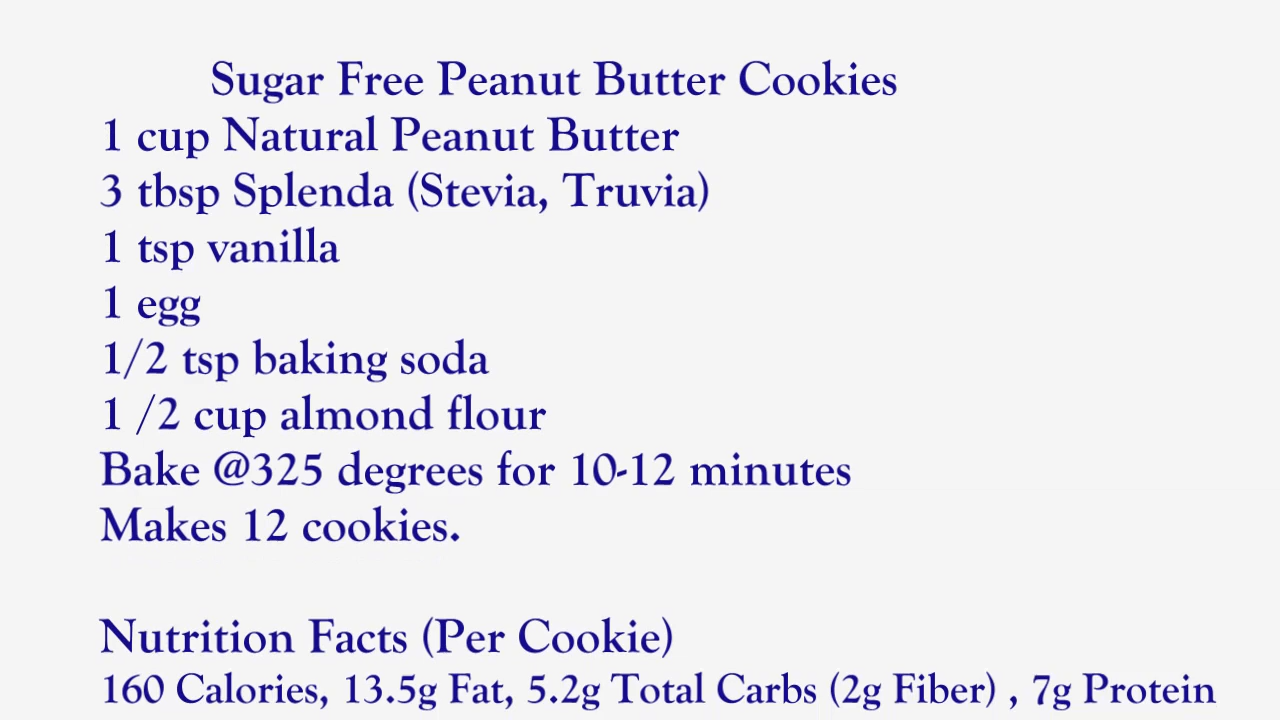 Sugar Free Peanut Butter Cookies
1 cup Natural Peanut Butter
3 tbsp Splenda (Stevia, Truvia)
1 tsp vanilla
1 egg
1/2 tsp baking soda
1 /2 cup almond flour
Bake @325 degrees for 10-12 minutes
Makes 12 cookies.
Nutrition Facts (Per Cookie)
160 Calories, 13.5g Fat, 5.2g Total Carbs (2g Fiber) , 7g Protein